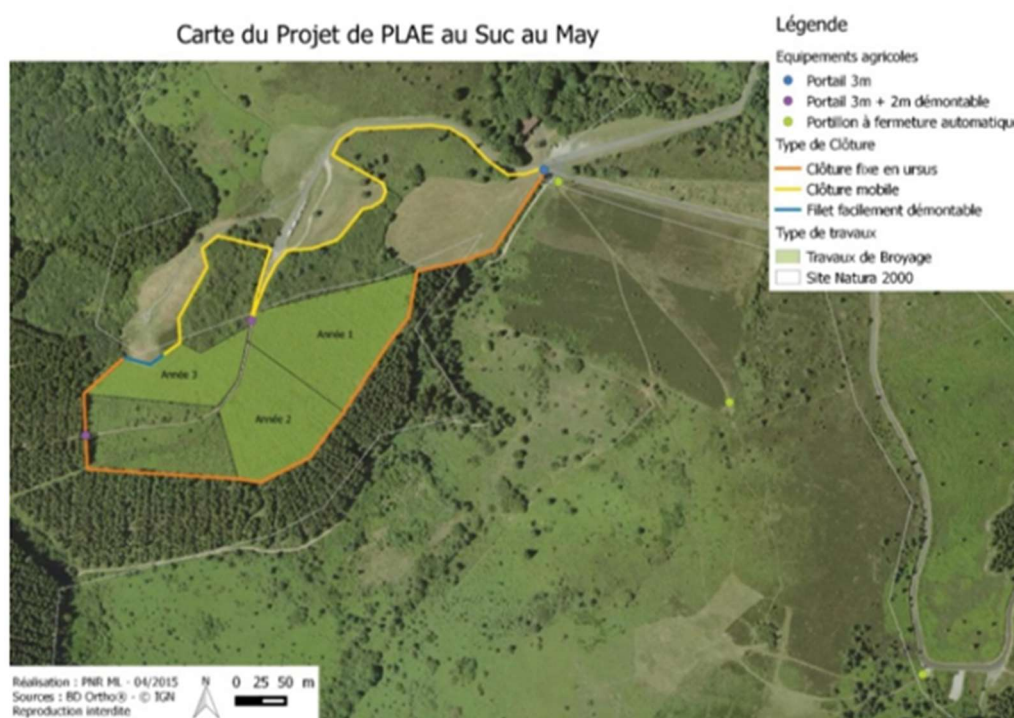 Carte du Projet de PLAE au Suc au May
Légende
Equipements agricoles
Portail 3m
Portail 3m + 2m démontable
Portillon à fermeture automatique
Type de Clôture
Clôture fixe en ursus
Clôture mobile
Filet facilement démontable
Type de travaux
Travaux de Broyage
Site Natura 2000
Année 1
Année 3
Année 2
Réalisation : PNR ML - 04/2015
Sources : BD Ortho® - © IGN
Reproduction interdite
N
0 25 50 m